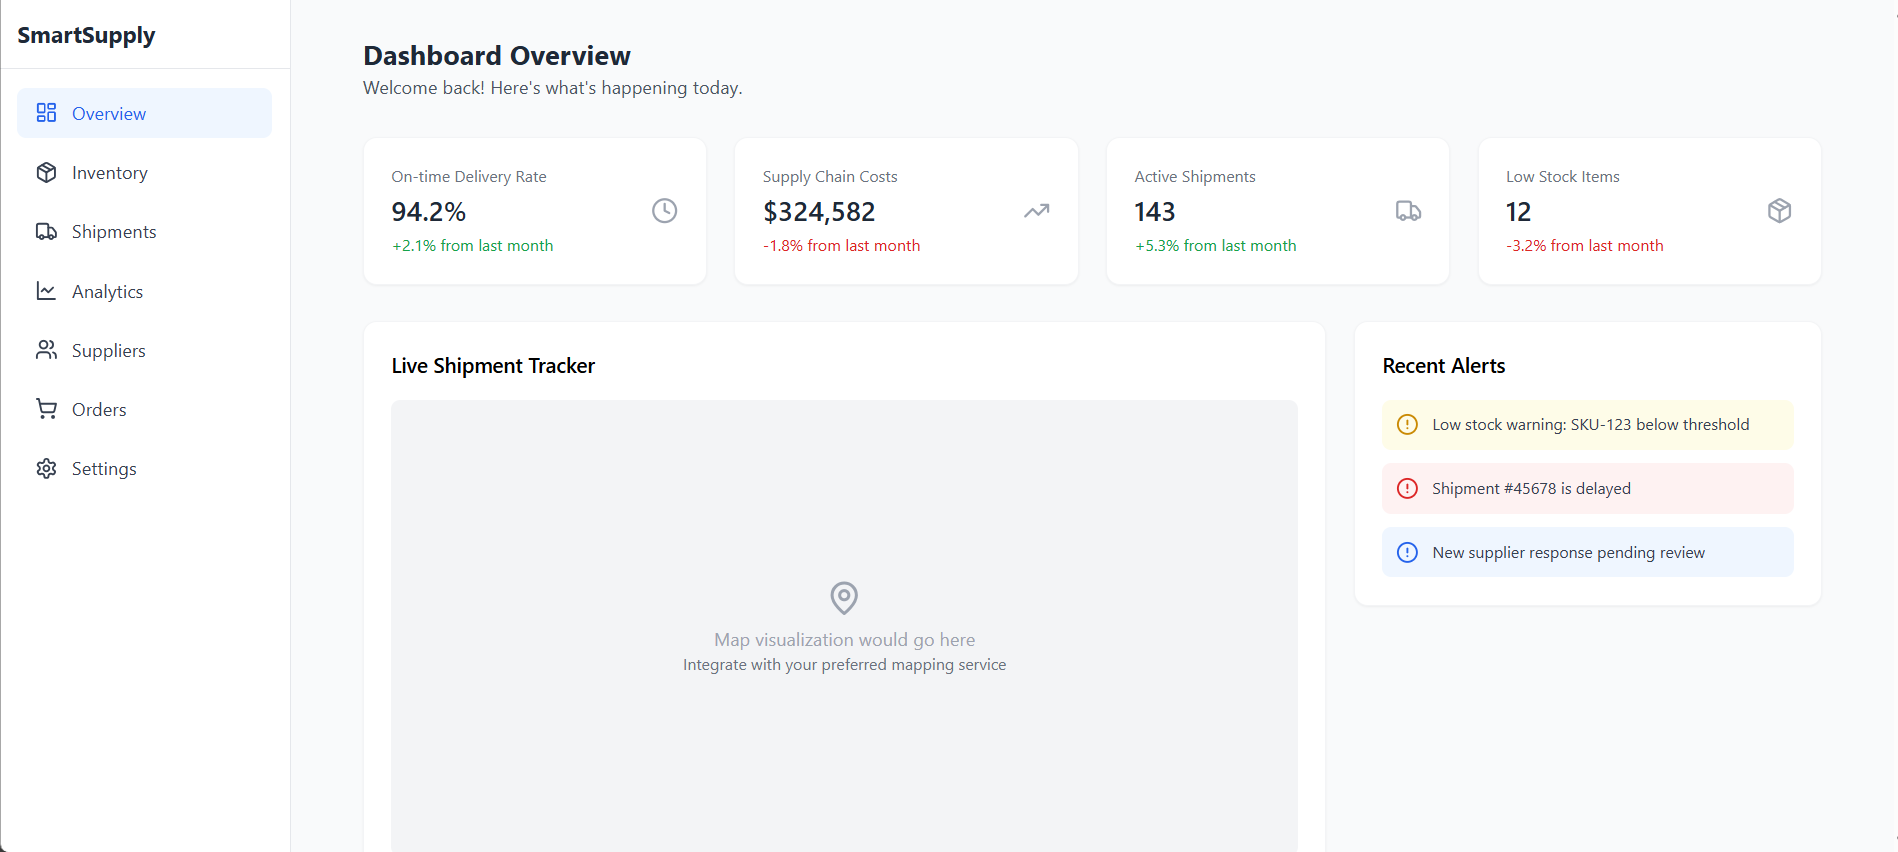 SmartSupply
Overview
Inventory
Shipments
Analytics
Suppliers
Orders
Settings
Dashboard Overview
Welcome back! Here's what's happening today.
On-time Delivery Rate
94.2%
+2.1% from last month
Supply Chain Costs
$324,582
-1.8% from last month
Active Shipments
143
+5.3% from last month
Low Stock Items
12
-3.2% from last month
Live Shipment Tracker
Map visualization would go here
Integrate with your preferred mapping service
Recent Alerts
Low stock warning: SKU-123 below threshold
Shipment #45678 is delayed
New supplier response pending review